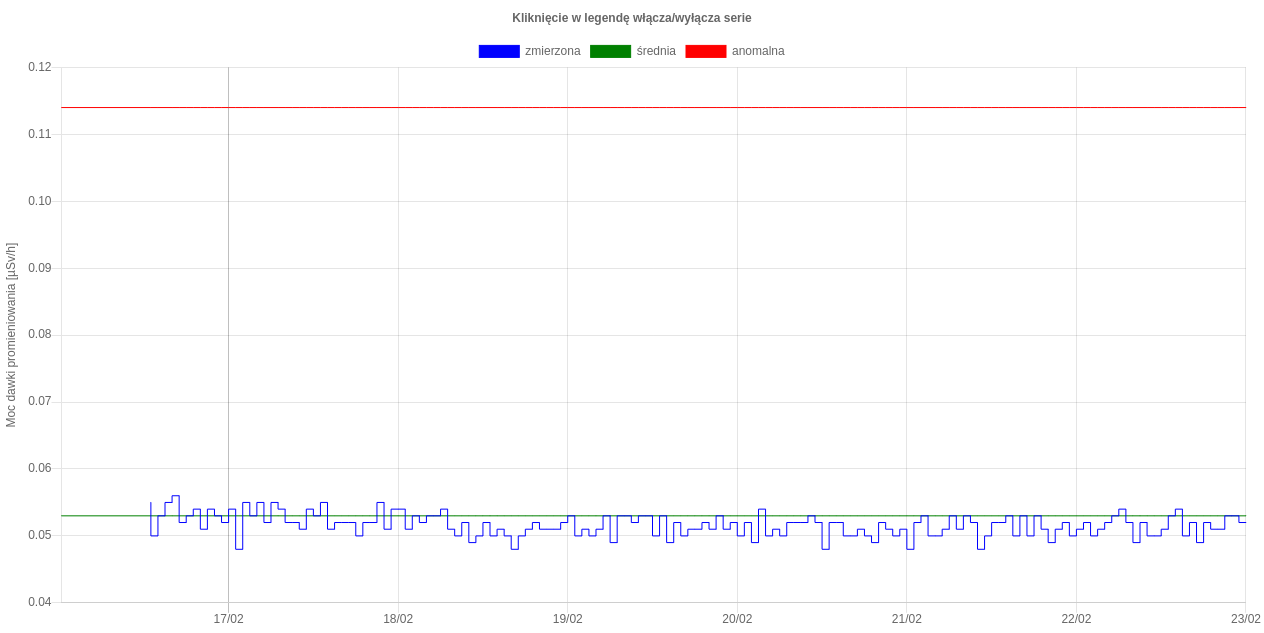 Kliknięcie w legendę włącza/wyłącza serie
zmierzona średnia anomalna
Moc dawki promieniowania [µSv/h]
0.12
0.11
0.10
0.09
0.08
0.07
0.06
0.05
0.04
17/02 18/02 19/02 20/02 21/02 22/02 23/02